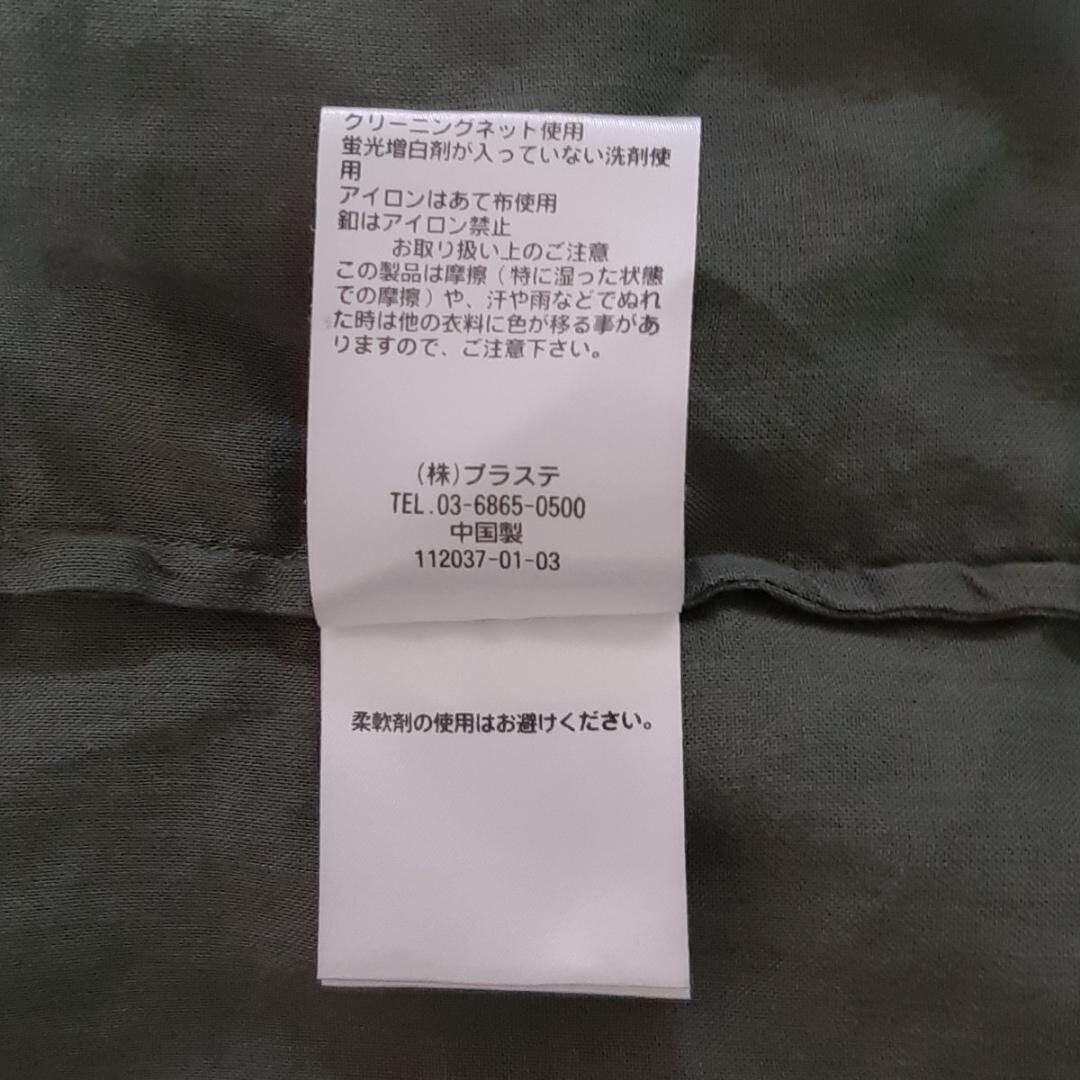 クリーニングネット使用
蛍光増白剤が入っていない洗剤使
用
アイロンはあて布使用
釦はアイロン禁止
お取り扱い上のご注意
この製品は摩擦(特に湿った状態
での摩擦)や、汗や雨などでぬれ
た時は他の衣料に色が移る事があ
りますので、ご注意下さい。
(株)プラステ
TEL.03-6865-0500
中国製
112037-01-03
柔軟剤の使用はお避けください。